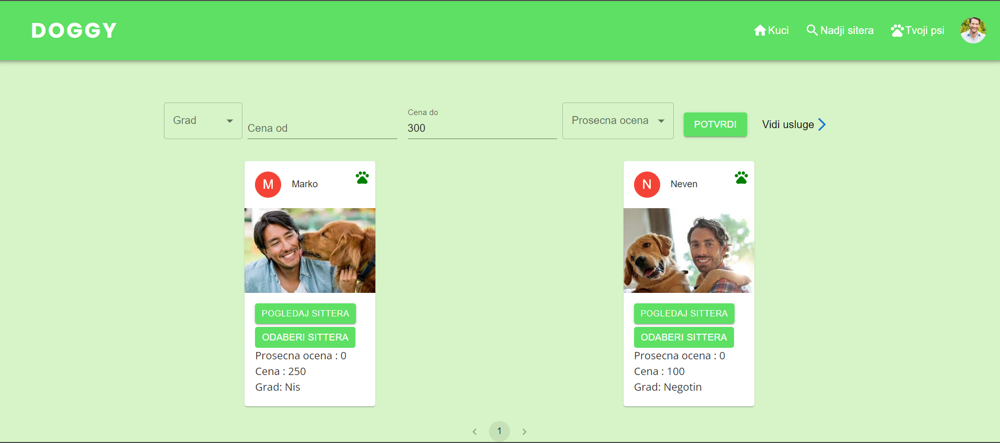 DOGGY
Kuci
Nadji sitera
Tvoji psi
Grad
Cena od
Cena do
300
Prosecna ocena
POTVRDI
Vidi usluge
M
Marko
POGLEDAJ SITTERA
ODABERI SITTERA
Prosecna ocena : 0
Cena : 250
Grad: Nis
N
Neven
POGLEDAJ SITTERA
ODABERI SITTERA
Prosecna ocena : 0
Cena : 100
Grad: Negotin
1